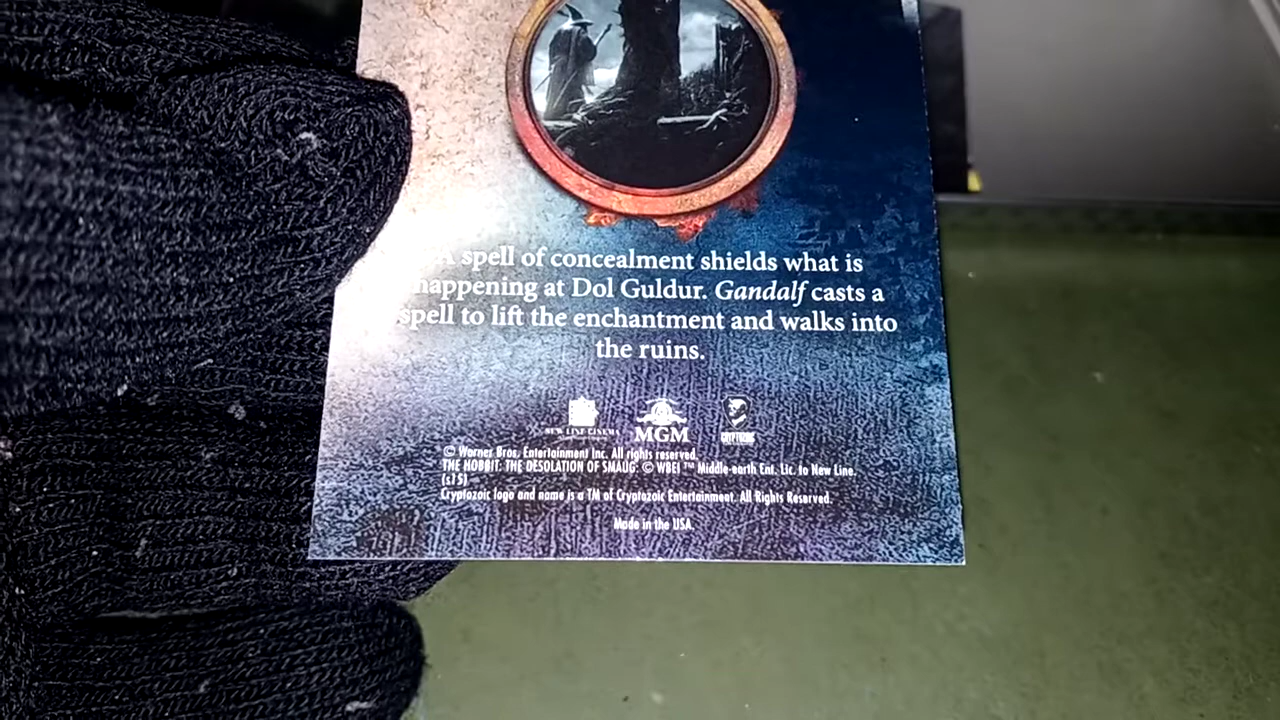 A spell of concealment shields what is
happening at Dol Guldur. Gandalf casts a
spell to lift the enchantment and walks into
the ruins.
NEW LINE CINEMA
MGM
CRYPTOZOIC
© Warner Bros. Entertainment Inc. All rights reserved.
THE HOBBIT: THE DESOLATION OF SMAUG: © WBEI ™ Middle-earth Ent. Lic. to New Line.
(s15)
Cryptozoic logo and name is a TM of Cryptozoic Entertainment. All Rights Reserved.
Made in the USA.